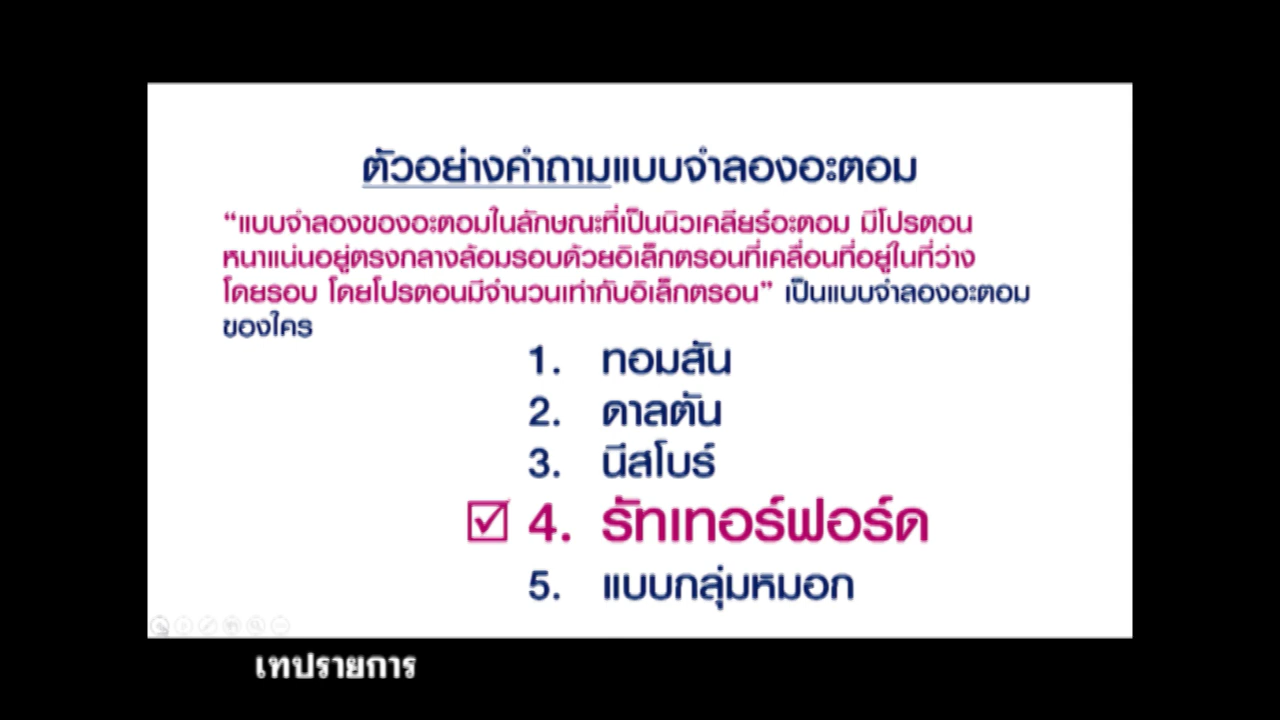 ตัวอย่างคำถามแบบจำลองอะตอม
“แบบจำลองของอะตอมในลักษณะที่เป็นนิวเคลียร์อะตอม มีโปรตอน
หนาแน่นอยู่ตรงกลางล้อมรอบด้วยอิเล็กตรอนที่เคลื่อนที่อยู่ในที่ว่าง
โดยรอบ โดยโปรตอนมีจำนวนเท่ากับอิเล็กตรอน” เป็นแบบจำลองอะตอม
ของใคร
1. ทอมสัน
2. ดาลตัน
3. นีสโบร์
☑ 4. รัทเทอร์ฟอร์ด
5. แบบกลุ่มหมอก
เทปรายการ